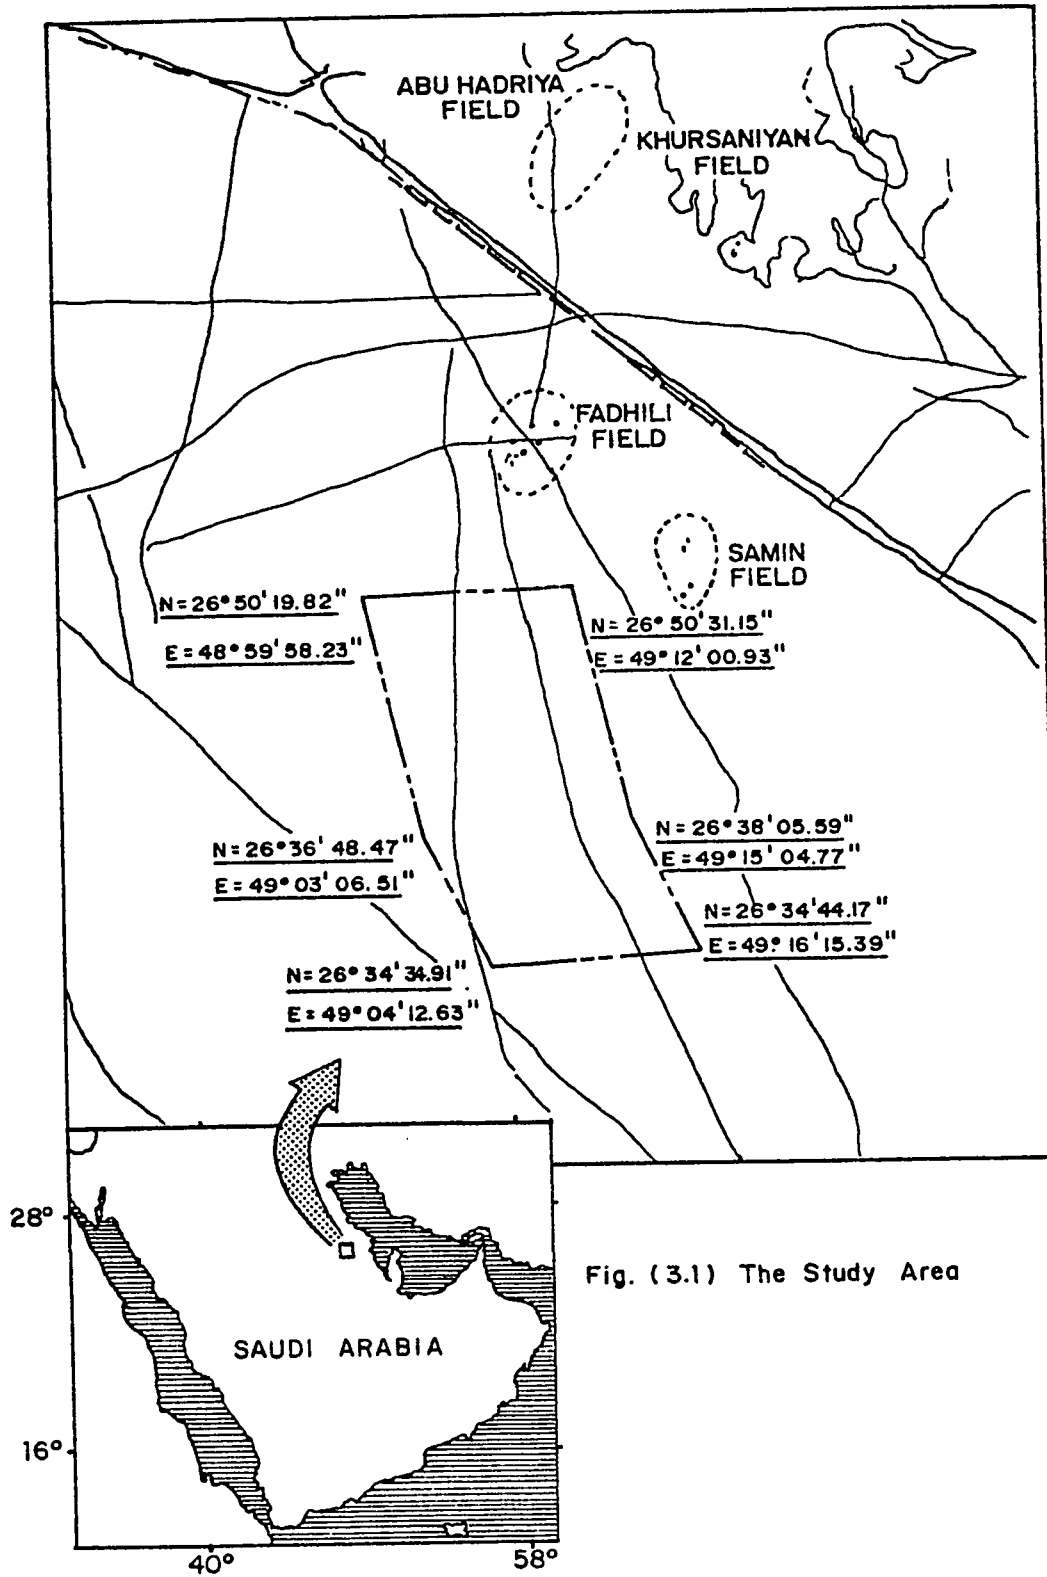 ABU HADRIYA
FIELD
KHURSANIYAN
FIELD
FADHILI
FIELD
SAMIN
FIELD
N=26° 50' 19.82"
E=48° 59' 58.23"
N=26° 50' 31.15"
E=49° 12' 00.93"
N=26° 36' 48.47"
E=49° 03' 06.51"
N=26° 38' 05.59"
E=49° 15' 04.77"
N=26° 34' 44.17"
E=49° 16' 15.39"
N=26° 34' 34.91"
E=49° 04' 12.63"
28°
16°
40°
58°
SAUDI ARABIA
Fig. (3.1) The Study Area